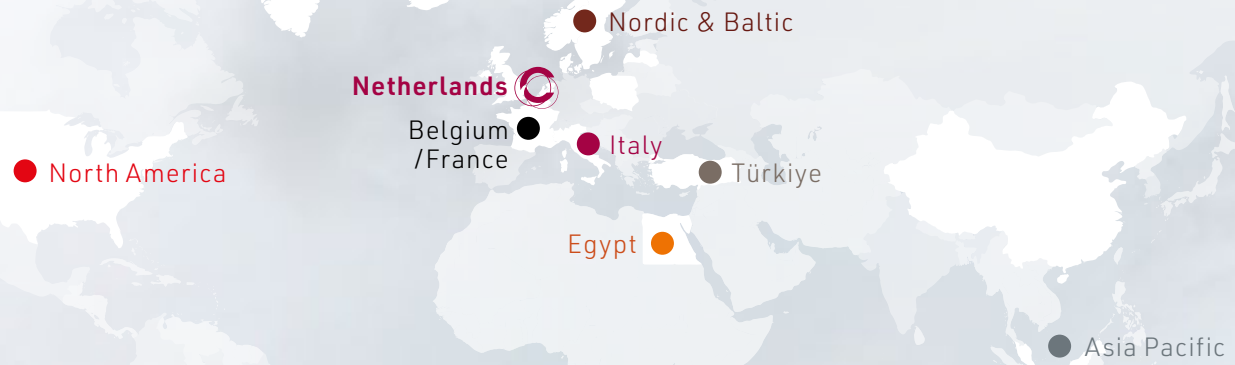 Nordic & Baltic
Netherlands
Belgium
/France
Italy
North America
Türkiye
Egypt
Asia Pacific